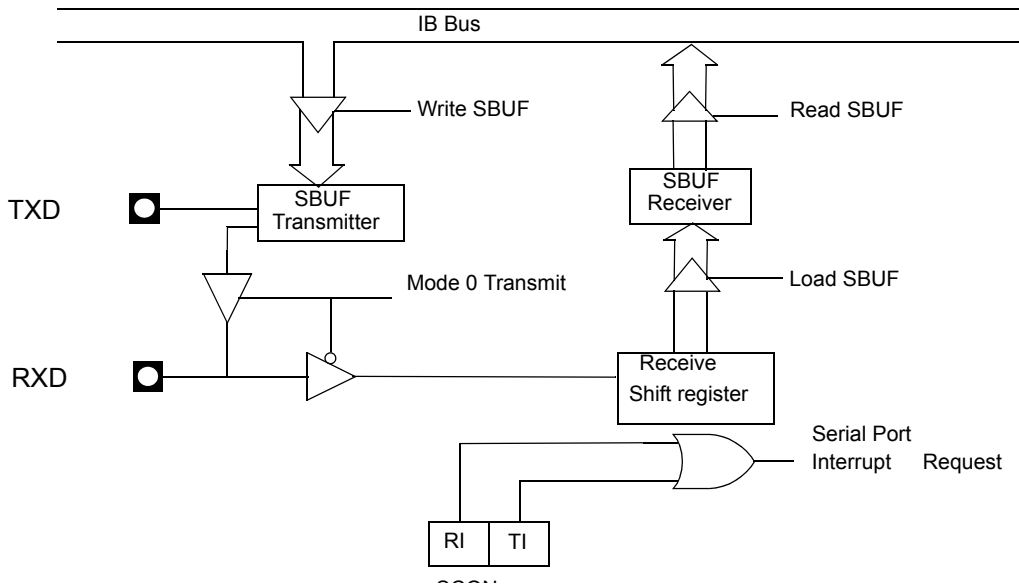 IB Bus
Write SBUF
Read SBUF
SBUF
Transmitter
SBUF
Receiver
TXD
Mode 0 Transmit
Load SBUF
RXD
Receive
Shift register
Serial Port
Interrupt Request
RI TI